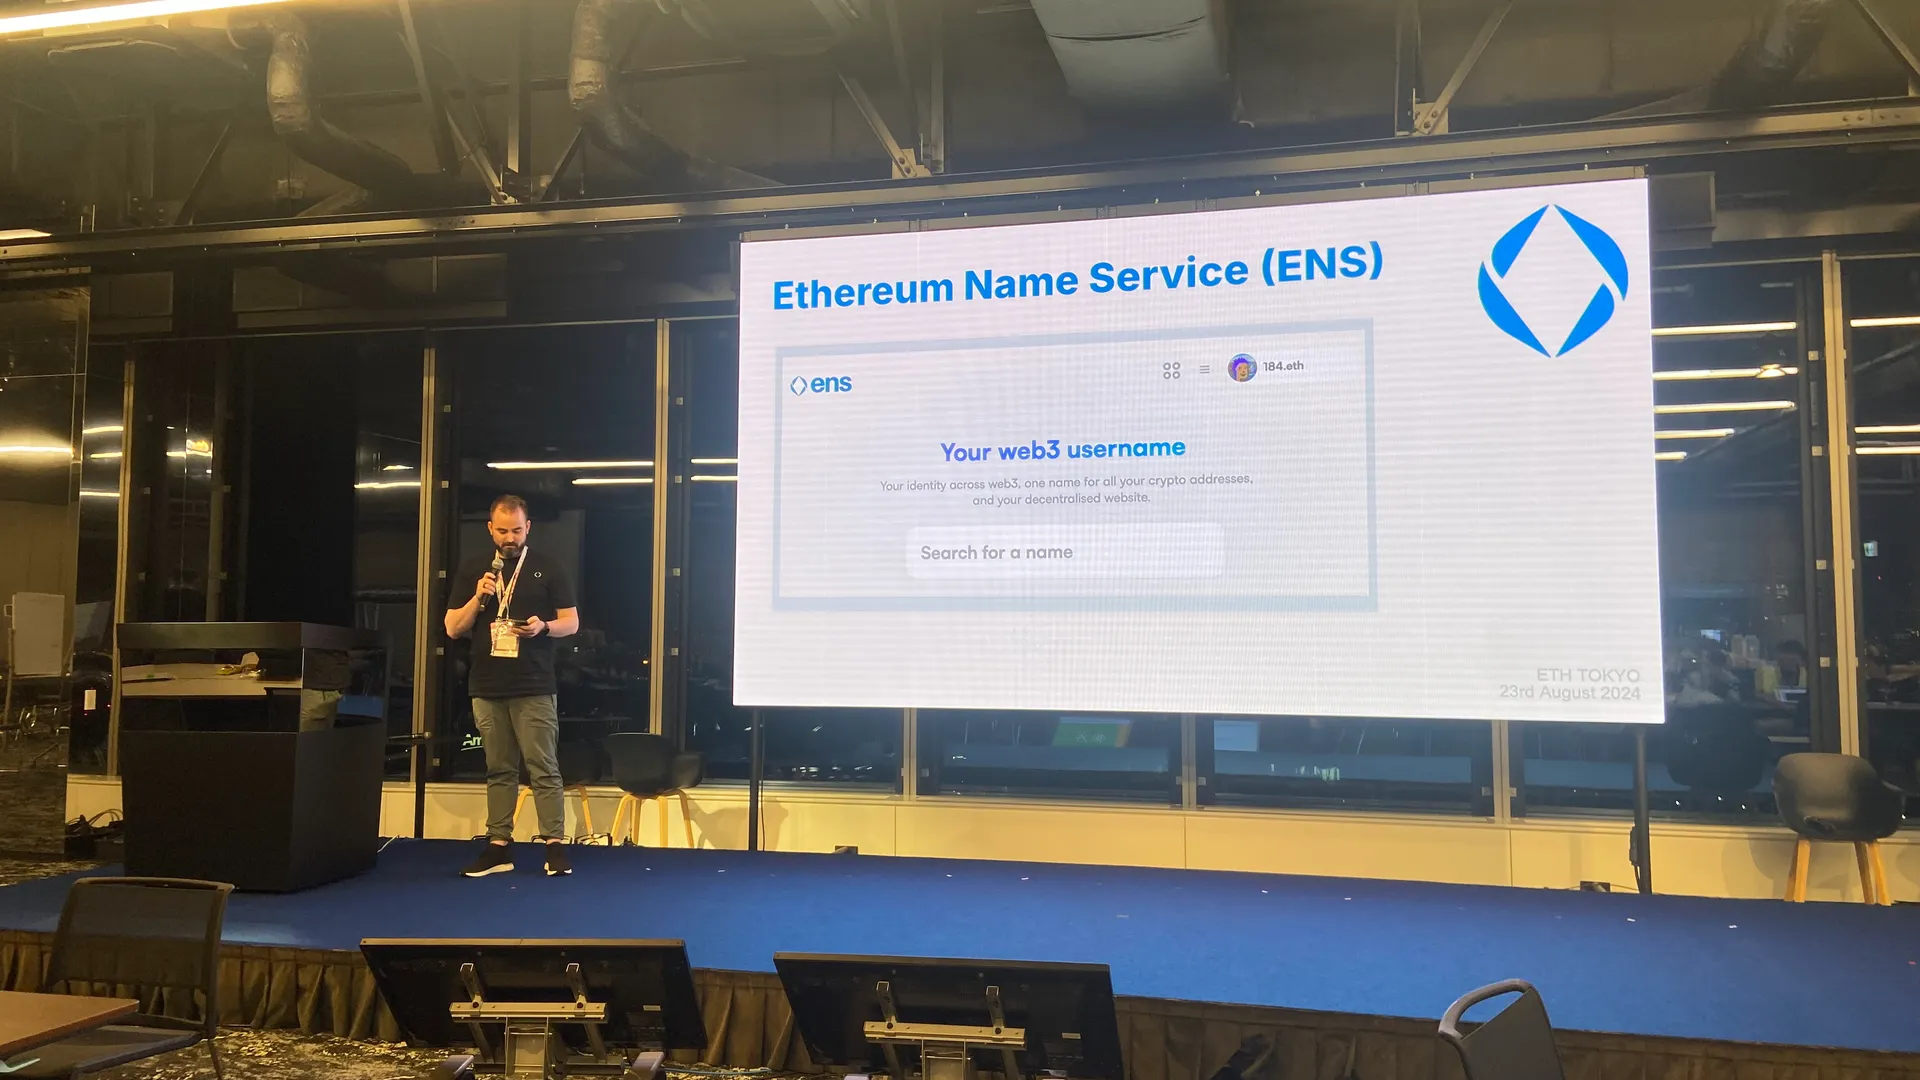 Ethereum Name Service (ENS)
ens
184.eth
Your web3 username
Your identity across web3, one name for all your crypto addresses,
and your decentralised website.
Search for a name
ETH TOKYO
23rd August 2024